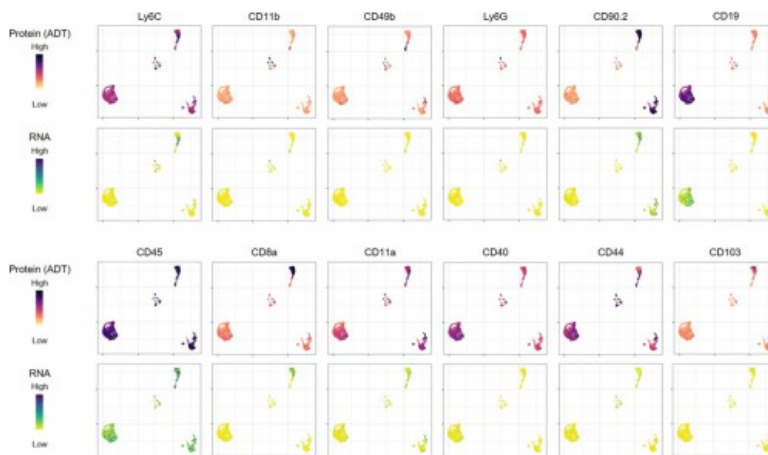 Ly6C CD11b CD49b Ly6G CD90.2 CD19
Protein (ADT)
High
Low
RNA
High
Low
CD45 CD8a CD11a CD40 CD44 CD103
Protein (ADT)
High
Low
RNA
High
Low